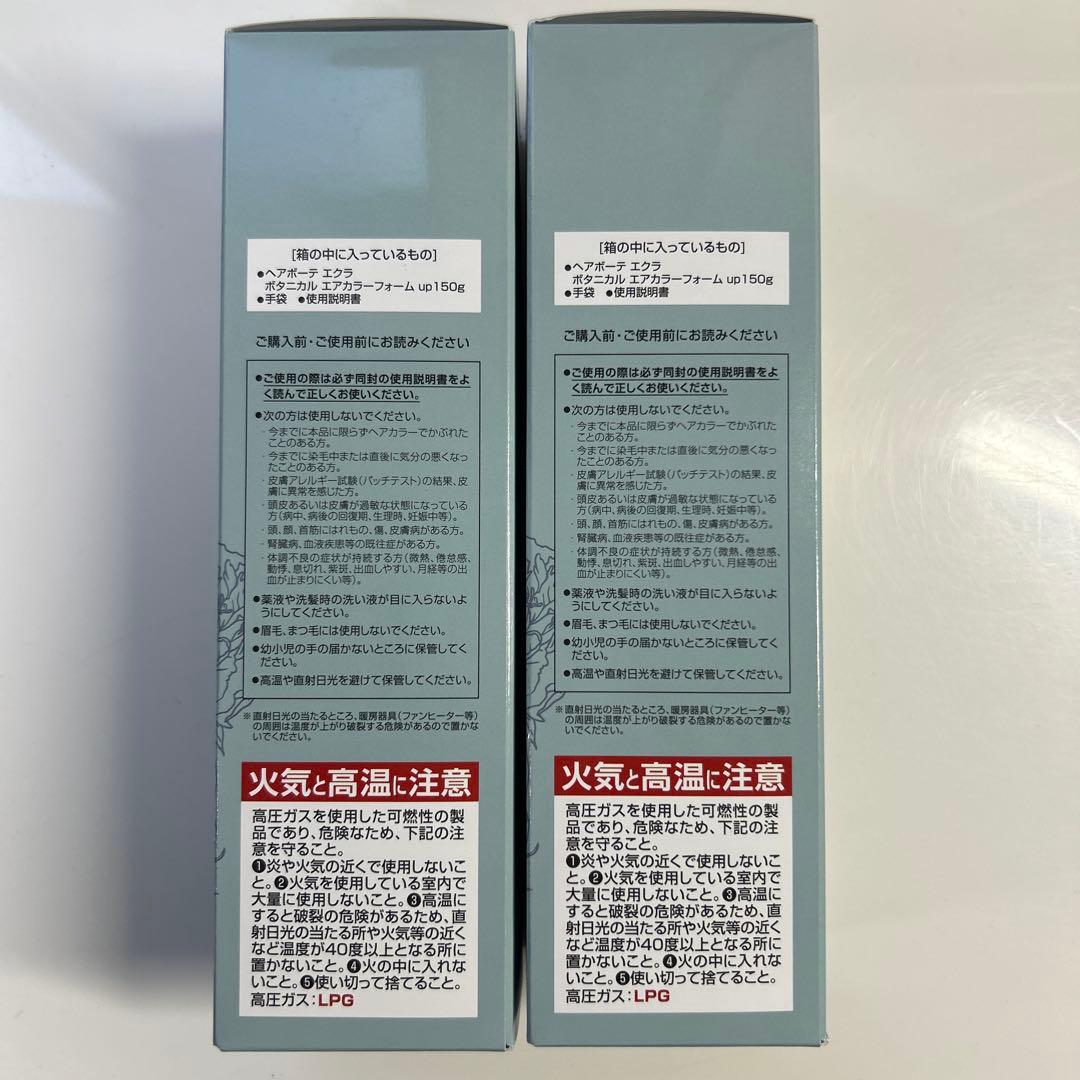 [箱の中に入っているもの]
●ヘアボーテ エクラ
ボタニカル エアカラーフォーム up150g
●手袋 ●使用説明書
ご購入前・ご使用前にお読みください
●ご使用の際は必ず同封の使用説明書をよ
く読んで正しくお使いください。
●次の方は使用しないでください。
・今までに本品に限らずヘアカラーでかぶれた
ことのある方。
・今までに染毛中または直後に気分の悪くなっ
たことのある方。
・皮膚アレルギー試験(パッチテスト)の結果、皮
膚に異常を感じた方。
・頭皮あるいは皮膚が過敏な状態になっている
方(病中、病後の回復期、生理時、妊娠中等)。
・頭、顔、首筋にはれもの、傷、皮膚病がある方。
・腎臓病、血液疾患等の既往症がある方。
・体調不良の症状が持続する方(微熱、倦怠感、
動悸、息切れ、紫斑、出血しやすい、月経等の出
血が止まりにくい等)。
●薬液や洗髪時の洗い液が目に入らないよ
うにしてください。
●眉毛、まつ毛には使用しないでください。
●幼小児の手の届かないところに保管してく
ださい。
●高温や直射日光を避けて保管してください。
※直射日光の当たるところ、暖房器具(ファンヒーター等)
の周囲は温度が上がり破裂する危険があるので置かな
いでください。
火気と高温に注意
高圧ガスを使用した可燃性の製
品であり、危険なため、下記の注
意を守ること。
❶炎や火気の近くで使用しないこ
と。❷火気を使用している室内で
大量に使用しないこと。❸高温に
すると破裂の危険があるため、直
射日光の当たる所や火気等の近く
など温度が40度以上となる所に
置かないこと。❹火の中に入れな
いこと。❺使い切って捨てること。
高圧ガス:LPG
[箱の中に入っているもの]
●ヘアボーテ エクラ
ボタニカル エアカラーフォーム up150g
●手袋 ●使用説明書
ご購入前・ご使用前にお読みください
●ご使用の際は必ず同封の使用説明書をよ
く読んで正しくお使いください。
●次の方は使用しないでください。
・今までに本品に限らずヘアカラーでかぶれた
ことのある方。
・今までに染毛中または直後に気分の悪くなっ
たことのある方。
・皮膚アレルギー試験(パッチテスト)の結果、皮
膚に異常を感じた方。
・頭皮あるいは皮膚が過敏な状態になっている
方(病中、病後の回復期、生理時、妊娠中等)。
・頭、顔、首筋にはれもの、傷、皮膚病がある方。
・腎臓病、血液疾患等の既往症がある方。
・体調不良の症状が持続する方(微熱、倦怠感、
動悸、息切れ、紫斑、出血しやすい、月経等の出
血が止まりにくい等)。
●薬液や洗髪時の洗い液が目に入らないよ
うにしてください。
●眉毛、まつ毛には使用しないでください。
●幼小児の手の届かないところに保管してく
ださい。
●高温や直射日光を避けて保管してください。
※直射日光の当たるところ、暖房器具(ファンヒーター等)
の周囲は温度が上がり破裂する危険があるので置かな
いでください。
火気と高温に注意
高圧ガスを使用した可燃性の製
品であり、危険なため、下記の注
意を守ること。
❶炎や火気の近くで使用しないこ
と。❷火気を使用している室内で
大量に使用しないこと。❸高温に
すると破裂の危険があるため、直
射日光の当たる所や火気等の近く
など温度が40度以上となる所に
置かないこと。❹火の中に入れな
いこと。❺使い切って捨てること。
高圧ガス:LPG